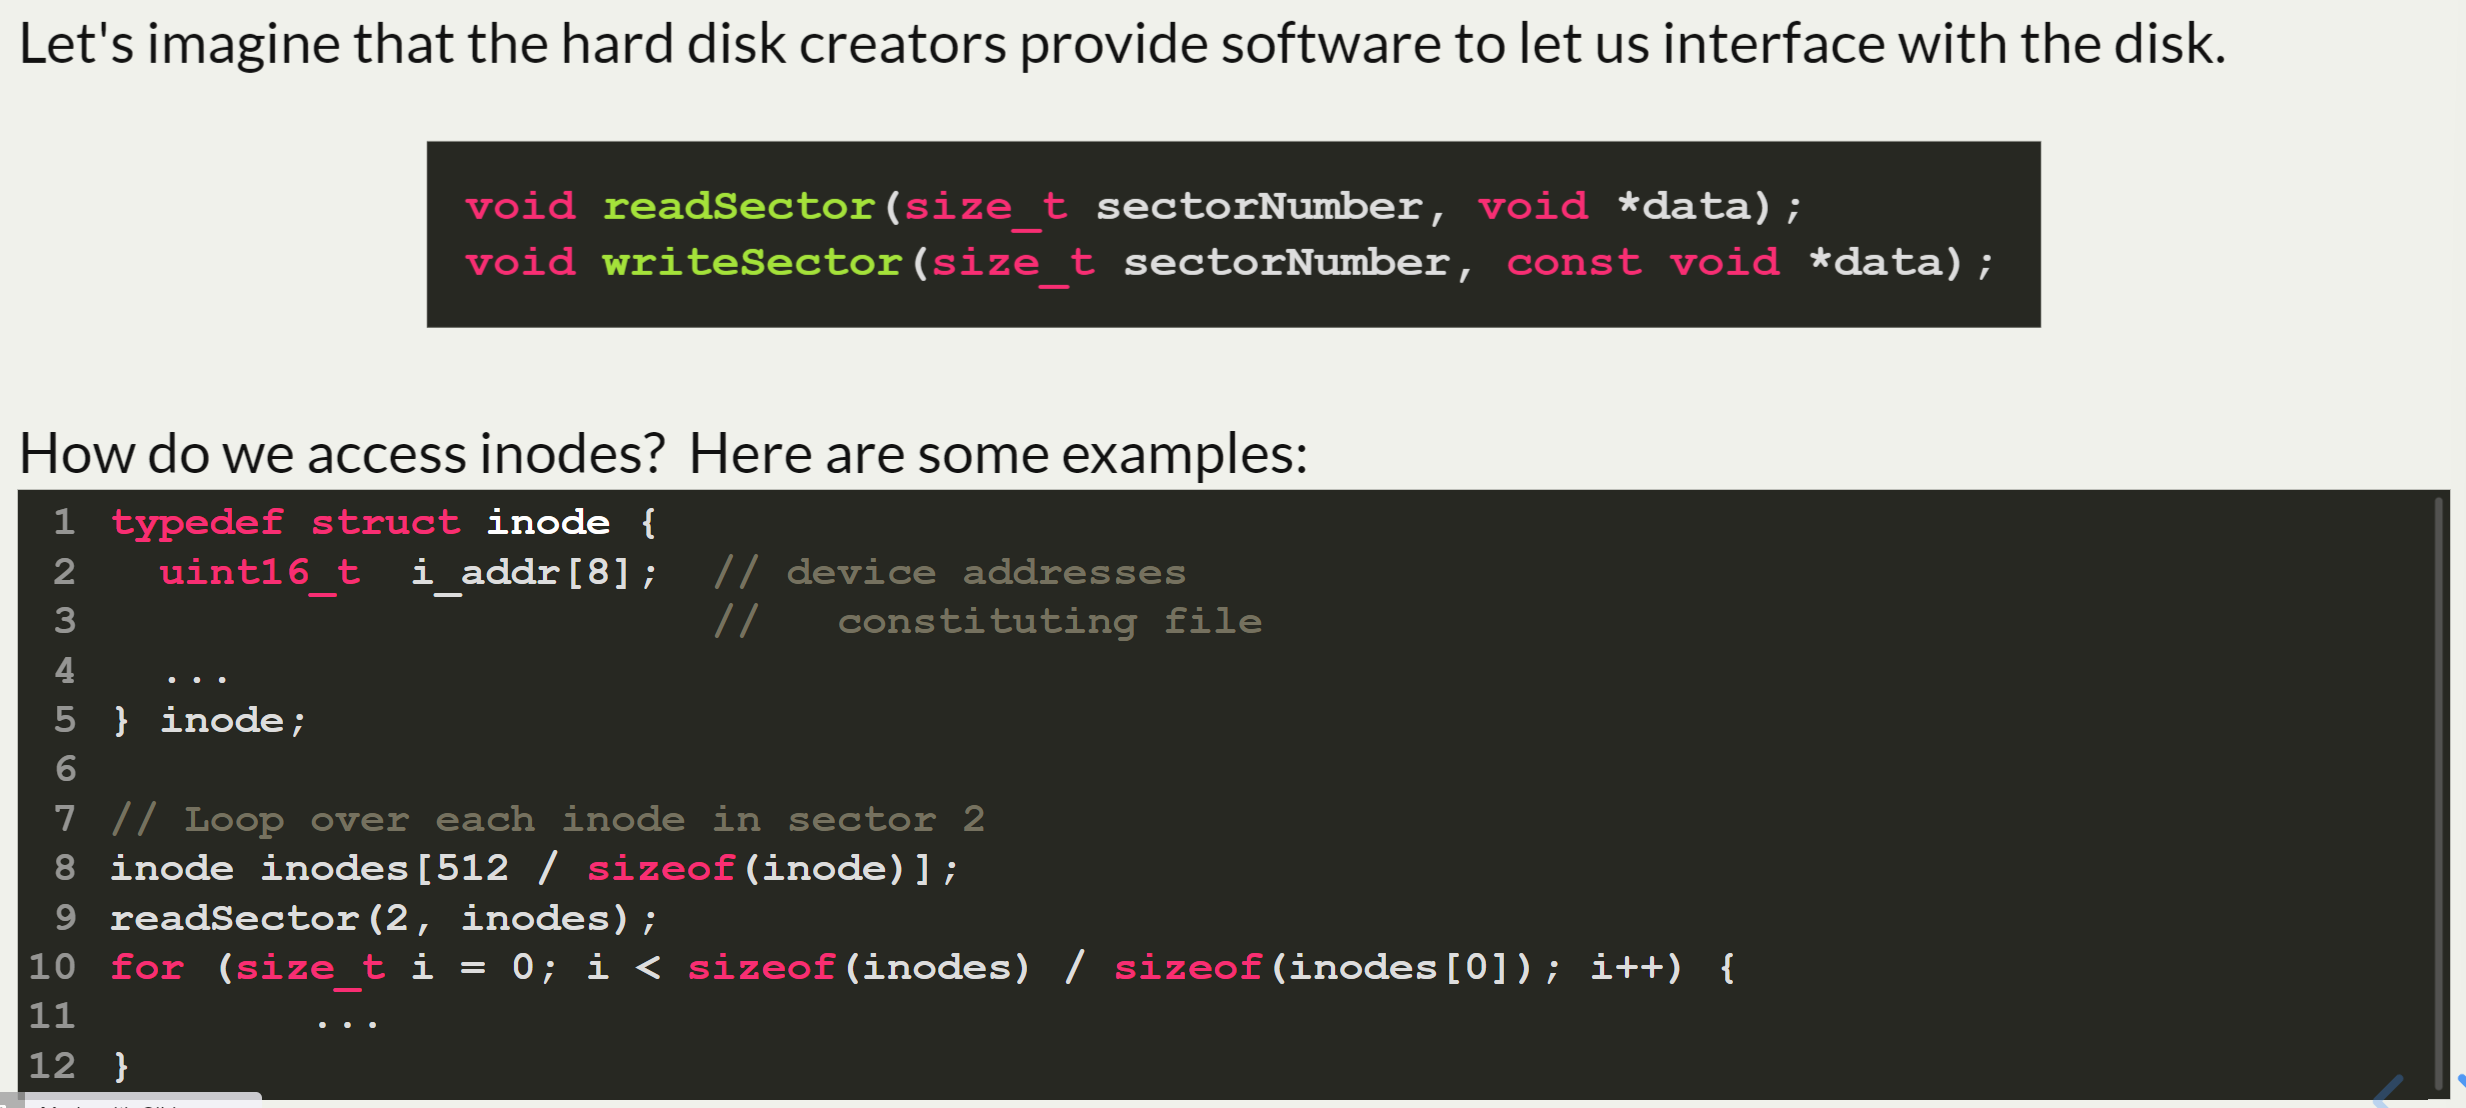 Let's imagine that the hard disk creators provide software to let us interface with the disk.
void readSector(size_t sectorNumber, void *data);
void writeSector(size_t sectorNumber, const void *data);
How do we access inodes?  Here are some examples:
1 typedef struct inode {
2   uint16_t  i_addr[8];  // device addresses
3                         //   constituting file
4   ...
5 } inode;
6
7 // Loop over each inode in sector 2
8 inode inodes[512 / sizeof(inode)];
9 readSector(2, inodes);
10 for (size_t i = 0; i < sizeof(inodes) / sizeof(inodes[0]); i++) {
11         ...
12 }